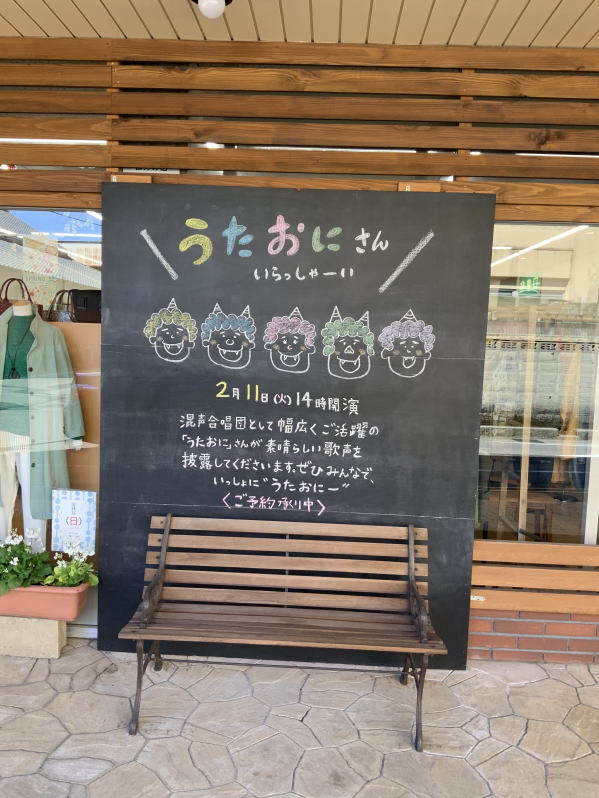 うたおにさん
いらっしゃーい
2月11日(火)14時開演
混声合唱団として幅広くご活躍の
「うたおに」さんが素晴らしい歌声を
披露してくださいます。ぜひみんなで、
いっしょに"うたおにー"
〈ご予約承り中〉
(日)